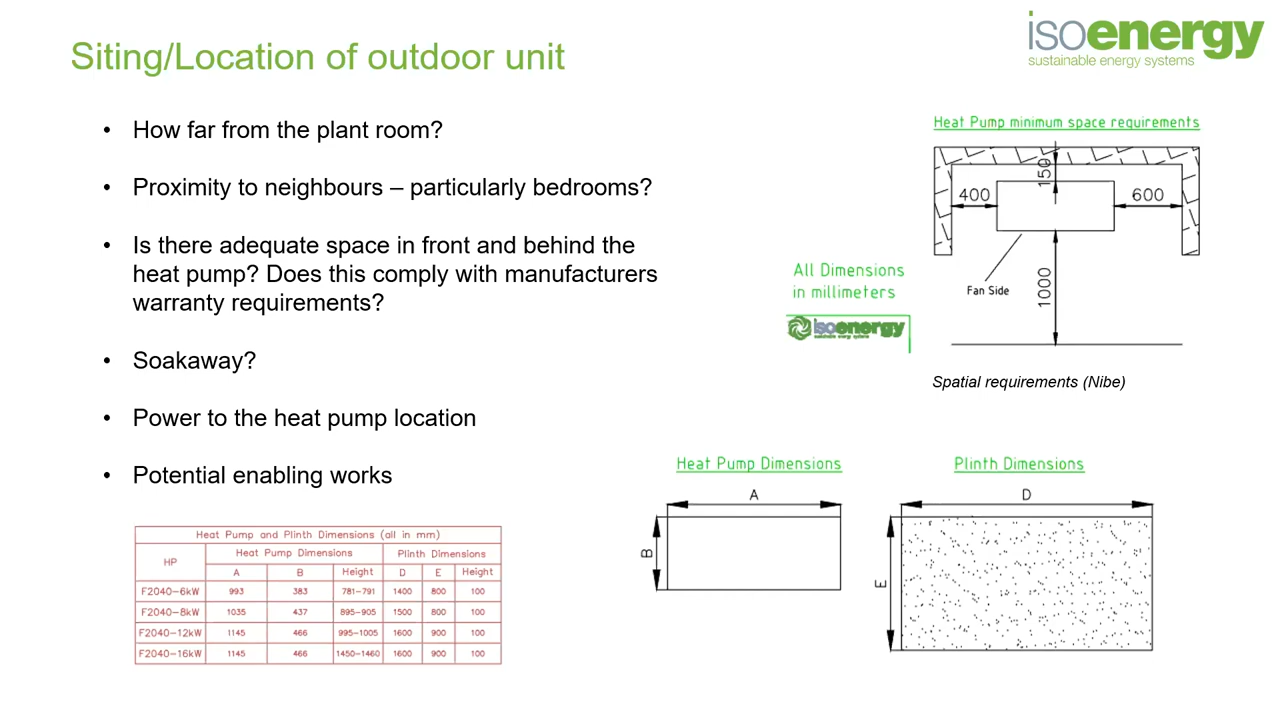 Siting/Location of outdoor unit
isoenergy
sustainable energy systems
• How far from the plant room?
• Proximity to neighbours – particularly bedrooms?
• Is there adequate space in front and behind the
heat pump? Does this comply with manufacturers
warranty requirements?
• Soakaway?
• Power to the heat pump location
• Potential enabling works
Heat Pump minimum space requirements
150
400
600
1000
Fan Side
All Dimensions
in millimeters
isoenergy
sustainable energy systems
Spatial requirements (Nibe)
Heat Pump Dimensions
A
B
Plinth Dimensions
D
E
Heat Pump and Plinth Dimensions (all in mm)
HP Heat Pump Dimensions Plinth Dimensions
A B Height D E Height
F2040-6kW 993 383 781-791 1400 800 100
F2040-8kW 1035 437 895-905 1500 800 100
F2040-12kW 1145 466 995-1005 1600 900 100
F2040-16kW 1145 466 1450-1460 1600 900 100